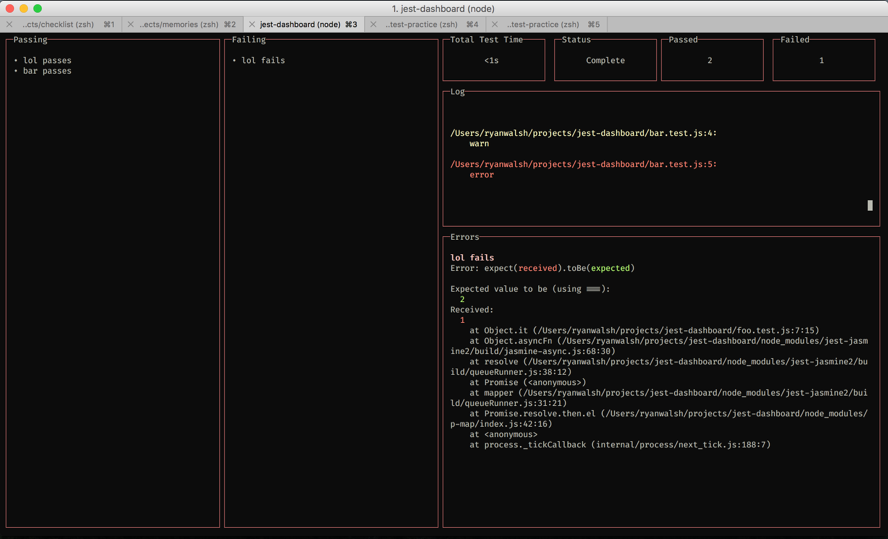 1. jest-dashboard (node)
..cts/checklist (zsh) ⌘1
..ects/memories (zsh) ⌘2
jest-dashboard (node) ⌘3
..test-practice (zsh) ⌘4
..test-practice (zsh) ⌘5
Passing
• lol passes
• bar passes
Failing
• lol fails
Total Test Time
<1s
Status
Complete
Passed
2
Failed
1
Log
/Users/ryanwalsh/projects/jest-dashboard/bar.test.js:4:
warn
/Users/ryanwalsh/projects/jest-dashboard/bar.test.js:5:
error
Errors
lol fails
Error: expect(received).toBe(expected)
Expected value to be (using ===):
2
Received:
1
at Object.it (/Users/ryanwalsh/projects/jest-dashboard/foo.test.js:7:15)
at Object.asyncFn (/Users/ryanwalsh/projects/jest-dashboard/node_modules/jest-jas
mine2/build/jasmine-async.js:68:30)
at resolve (/Users/ryanwalsh/projects/jest-dashboard/node_modules/jest-jasmine2/bu
ild/queueRunner.js:38:12)
at Promise (<anonymous>)
at mapper (/Users/ryanwalsh/projects/jest-dashboard/node_modules/jest-jasmine2/bui
ld/queueRunner.js:31:21)
at Promise.resolve.then.el (/Users/ryanwalsh/projects/jest-dashboard/node_modules/
p-map/index.js:42:16)
at <anonymous>
at process._tickCallback (internal/process/next_tick.js:188:7)